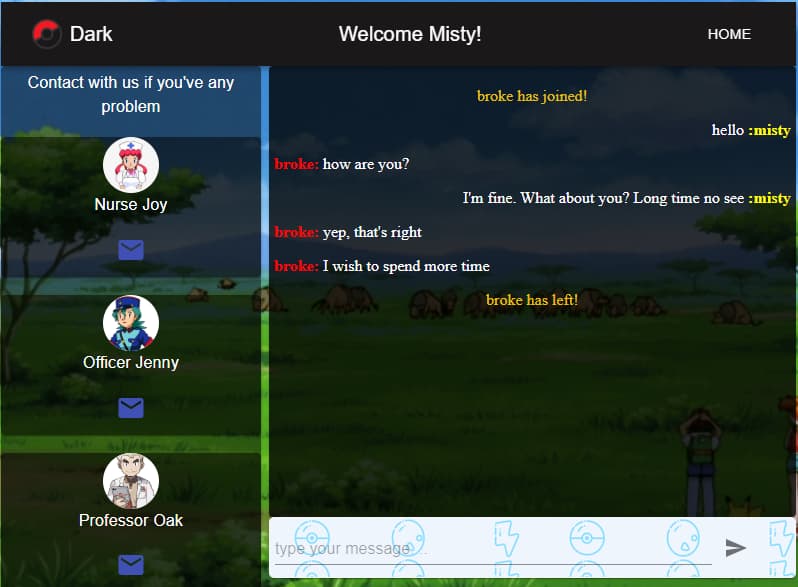 Dark
Welcome Misty!
HOME
Contact with us if you've any
problem
Nurse Joy
Officer Jenny
Professor Oak
broke has joined!
hello :misty
broke: how are you?
I'm fine. What about you? Long time no see :misty
broke: yep, that's right
broke: I wish to spend more time
broke has left!
type your message...